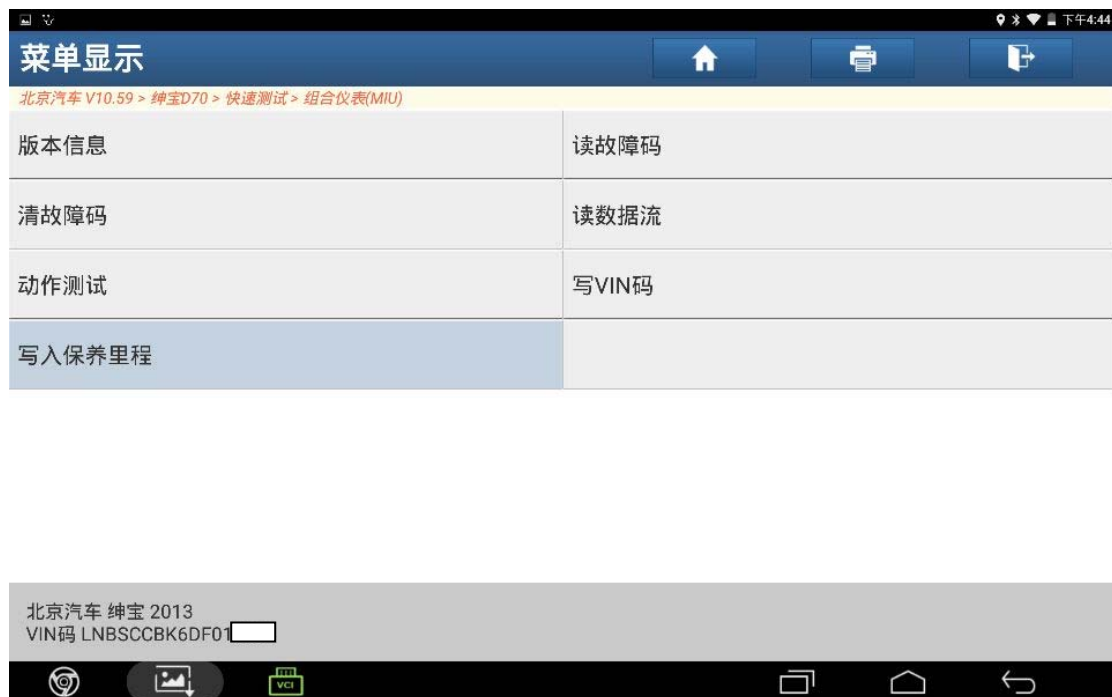 下午4:44
菜单显示
北京汽车 V10.59 > 绅宝D70 > 快速测试 > 组合仪表(MIU)
版本信息
读故障码
清故障码
读数据流
动作测试
写VIN码
写入保养里程
北京汽车 绅宝 2013
VIN码 LNBSCCBK6DF01
VCI